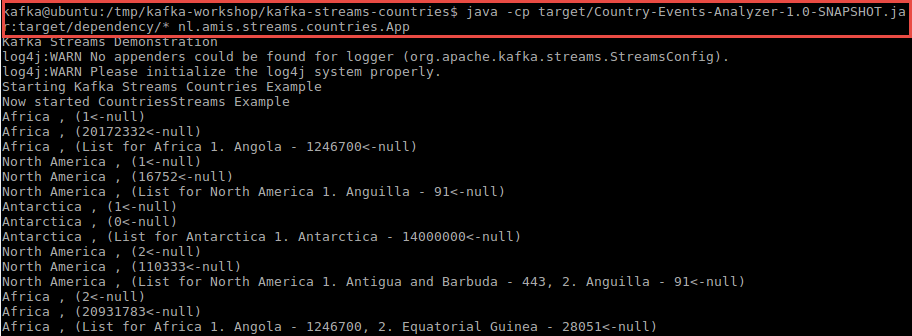 kafka@ubuntu:/tmp/kafka-workshop/kafka-streams-countries$ java -cp target/Country-Events-Analyzer-1.0-SNAPSHOT.ja
r:target/dependency/* nl.amis.streams.countries.App
Kafka Streams Demonstration
log4j:WARN No appenders could be found for logger (org.apache.kafka.streams.StreamsConfig).
log4j:WARN Please initialize the log4j system properly.
Starting Kafka Streams Countries Example
Now started CountriesStreams Example
Africa , (1<-null)
Africa , (20172332<-null)
Africa , (List for Africa 1. Angola - 1246700<-null)
North America , (1<-null)
North America , (16752<-null)
North America , (List for North America 1. Anguilla - 91<-null)
Antarctica , (1<-null)
Antarctica , (0<-null)
Antarctica , (List for Antarctica 1. Antarctica - 14000000<-null)
North America , (2<-null)
North America , (110333<-null)
North America , (List for North America 1. Antigua and Barbuda - 443, 2. Anguilla - 91<-null)
Africa , (2<-null)
Africa , (20931783<-null)
Africa , (List for Africa 1. Angola - 1246700, 2. Equatorial Guinea - 28051<-null)